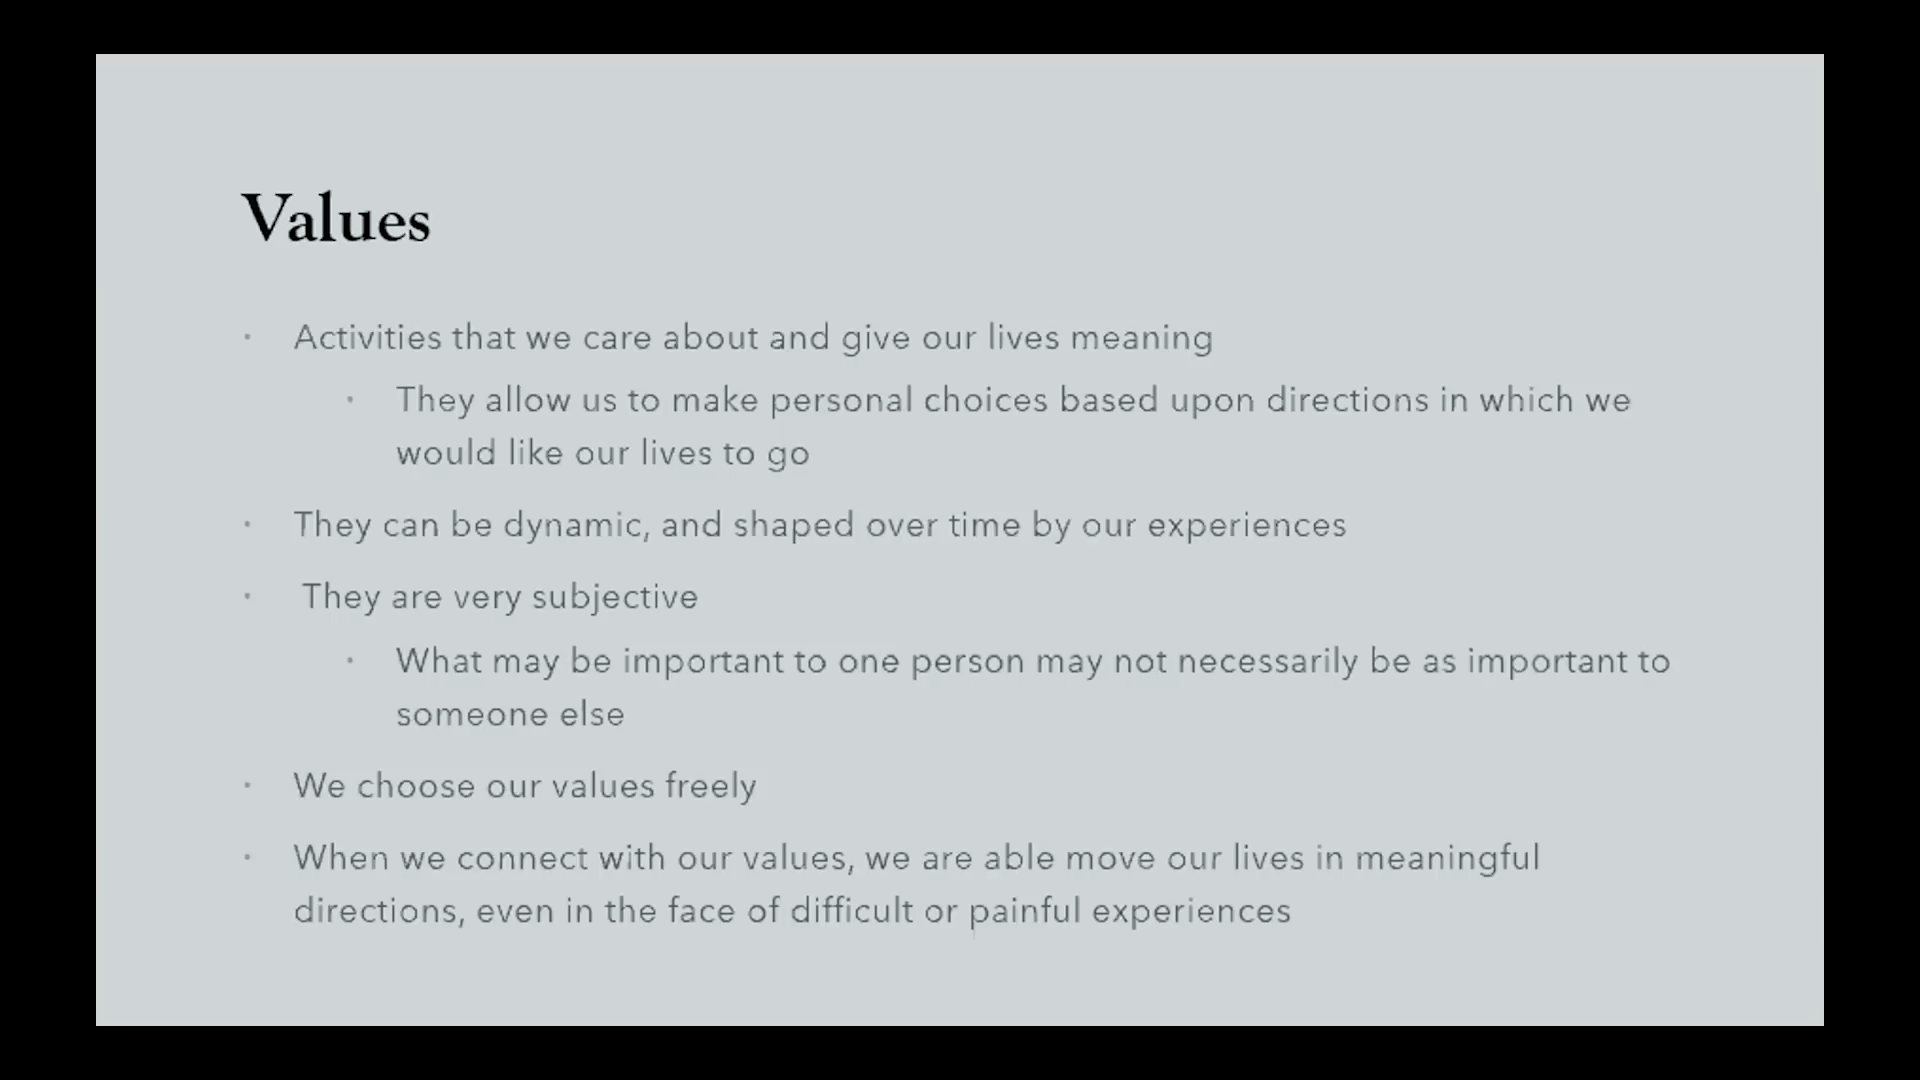 Values
· Activities that we care about and give our lives meaning
· They allow us to make personal choices based upon directions in which we
would like our lives to go
· They can be dynamic, and shaped over time by our experiences
· They are very subjective
· What may be important to one person may not necessarily be as important to
someone else
· We choose our values freely
· When we connect with our values, we are able move our lives in meaningful
directions, even in the face of difficult or painful experiences